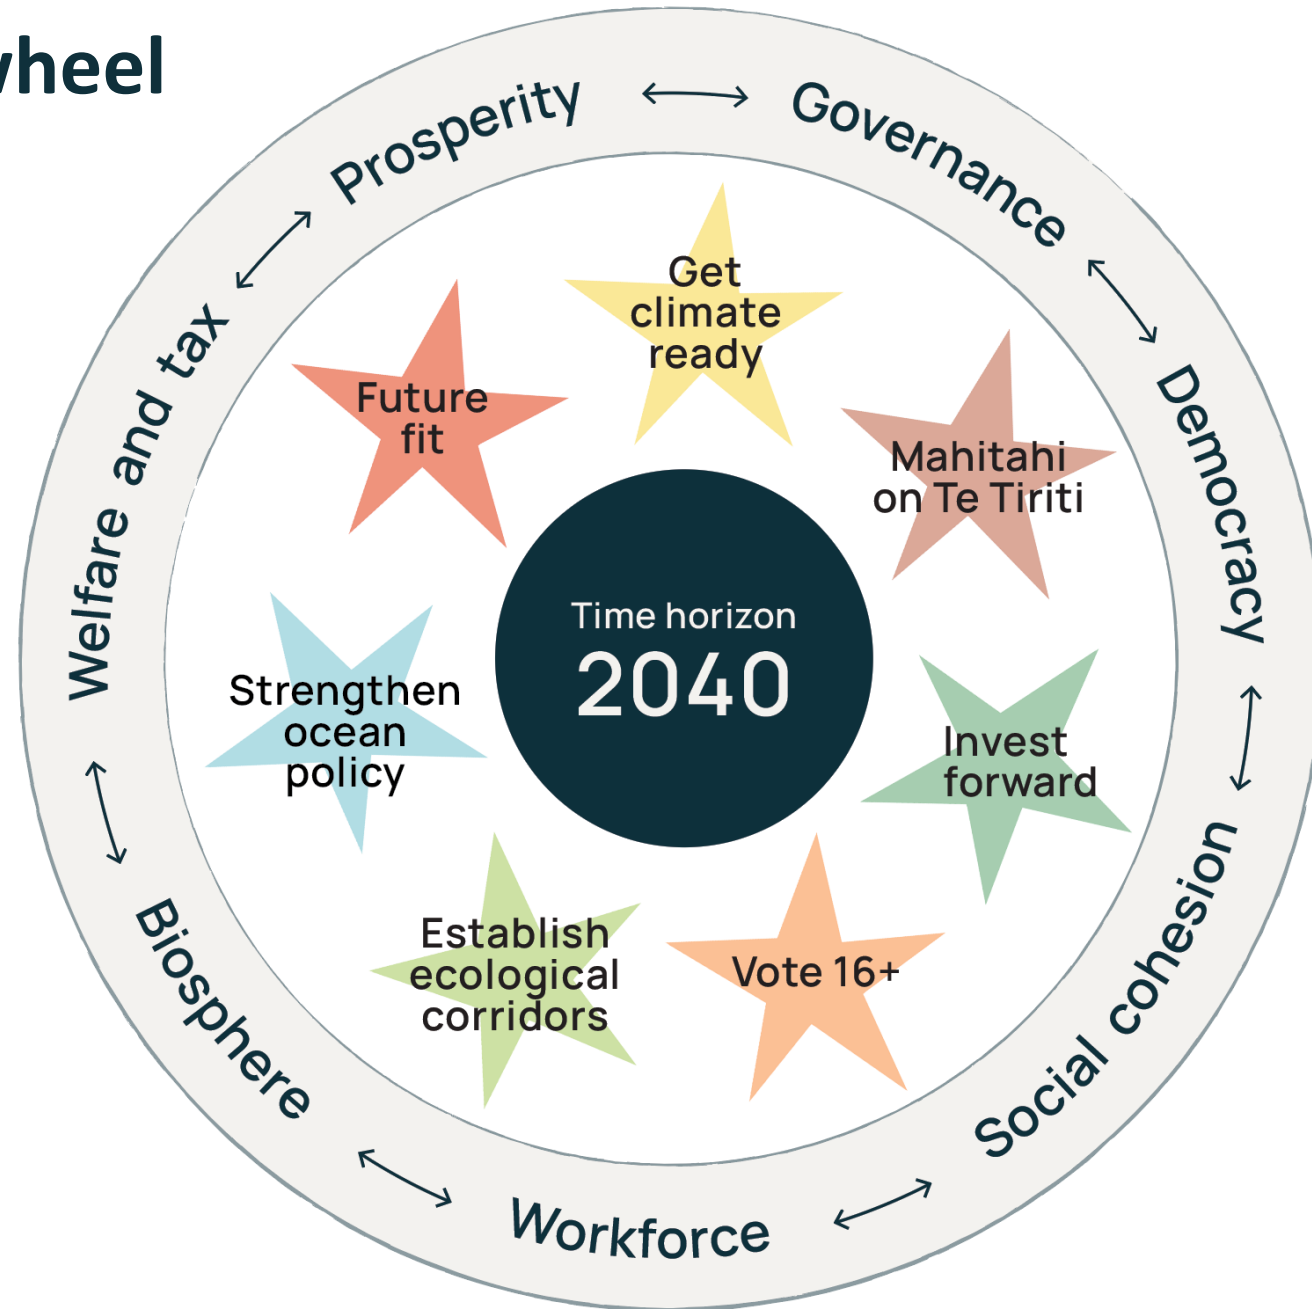 wheel
Prosperity
Governance
Democracy
Social cohesion
Workforce
Biosphere
Welfare and tax
Get
climate
ready
Mahitahi
on Te Tiriti
Invest
forward
Vote 16+
Establish
ecological
corridors
Strengthen
ocean
policy
Future
fit
Time horizon
2040